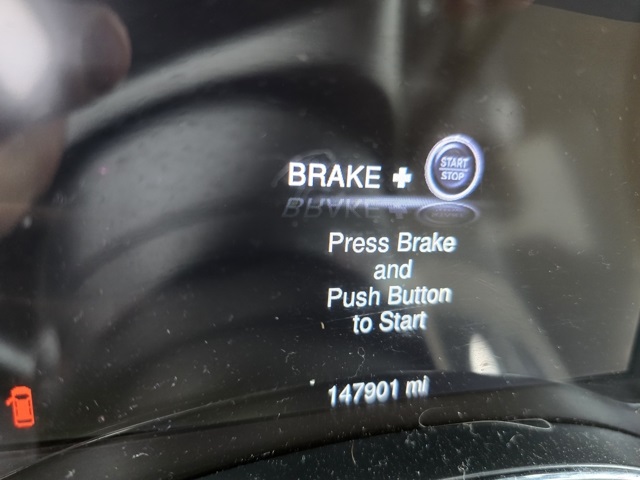 BRAKE + START STOP
Press Brake
and
Push Button
to Start
147901 mi